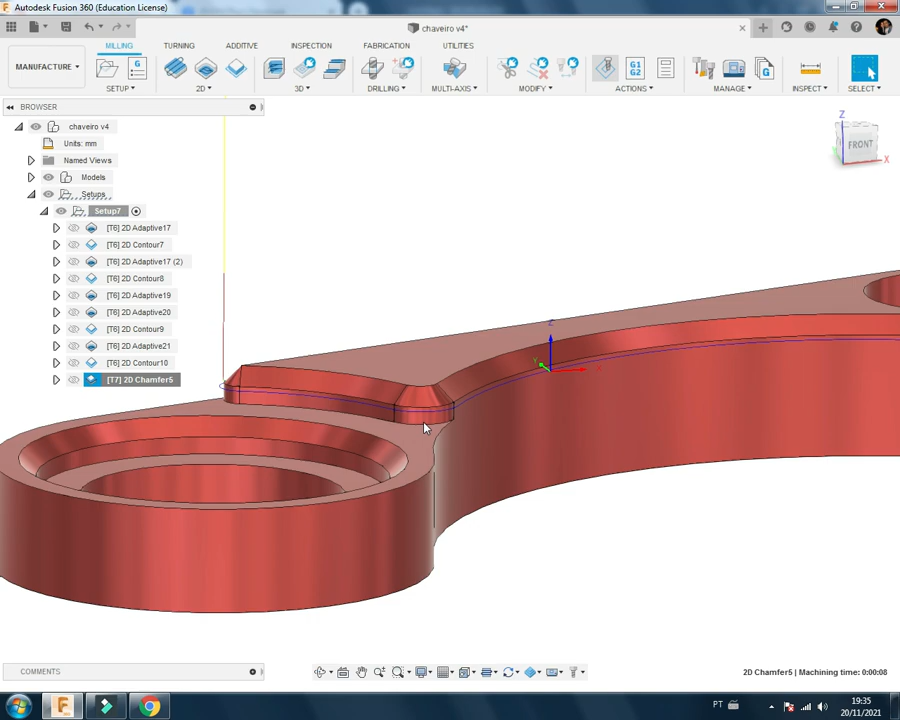 Autodesk Fusion 360 (Education License)
chaveiro v4*
MILLING TURNING ADDITIVE INSPECTION FABRICATION UTILITIES
MANUFACTURE
G
G1
G2
G
SETUP 2D 3D DRILLING MULTI-AXIS MODIFY ACTIONS MANAGE INSPECT SELECT
BROWSER
chaveiro v4
Units: mm
Named Views
Models
Setups
Setup7
[T6] 2D Adaptive17
[T6] 2D Contour7
[T6] 2D Adaptive17 (2)
[T6] 2D Contour8
[T6] 2D Adaptive19
[T6] 2D Adaptive20
[T6] 2D Contour9
[T6] 2D Adaptive21
[T6] 2D Contour10
[T7] 2D Chamfer5
Z
FRONT
X
Z
Y
X
COMMENTS
2D Chamfer5 | Machining time: 0:00:08
PT
19:35
20/11/2021